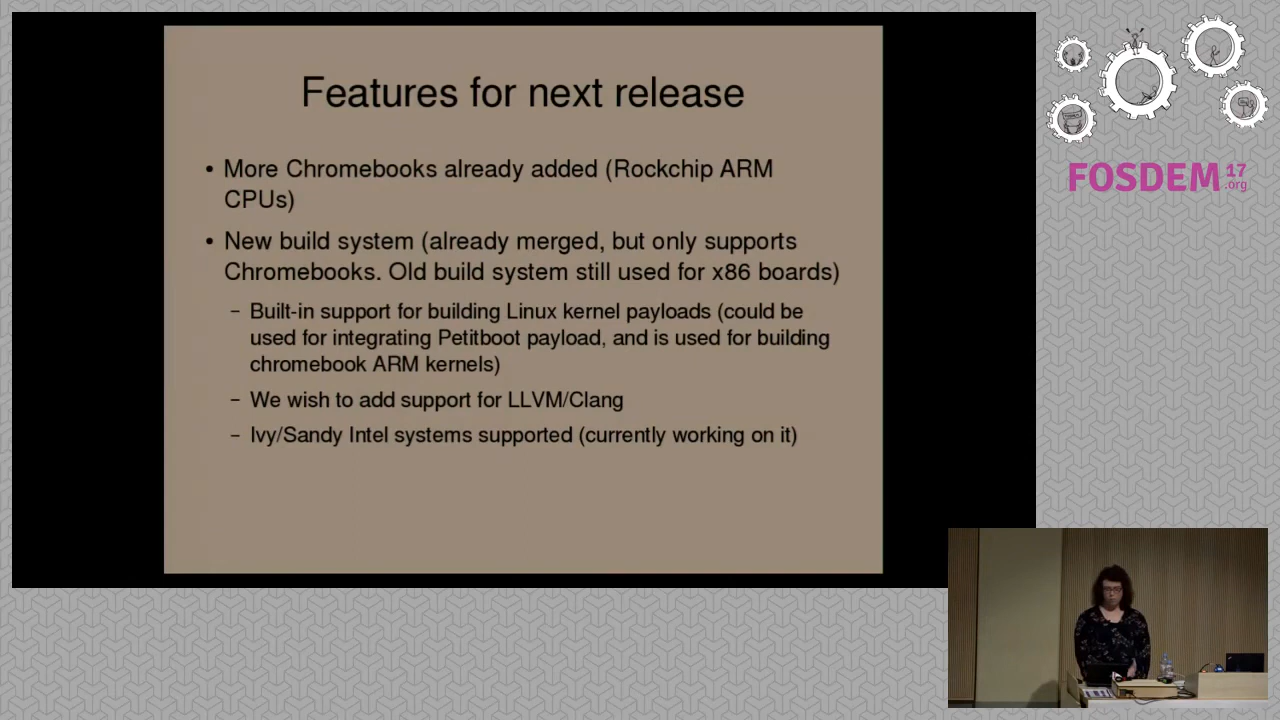 Features for next release
• More Chromebooks already added (Rockchip ARM
CPUs)
• New build system (already merged, but only supports
Chromebooks. Old build system still used for x86 boards)
– Built-in support for building Linux kernel payloads (could be
used for integrating Petitboot payload, and is used for building
chromebook ARM kernels)
– We wish to add support for LLVM/Clang
– Ivy/Sandy Intel systems supported (currently working on it)
FOSDEM 17
.org